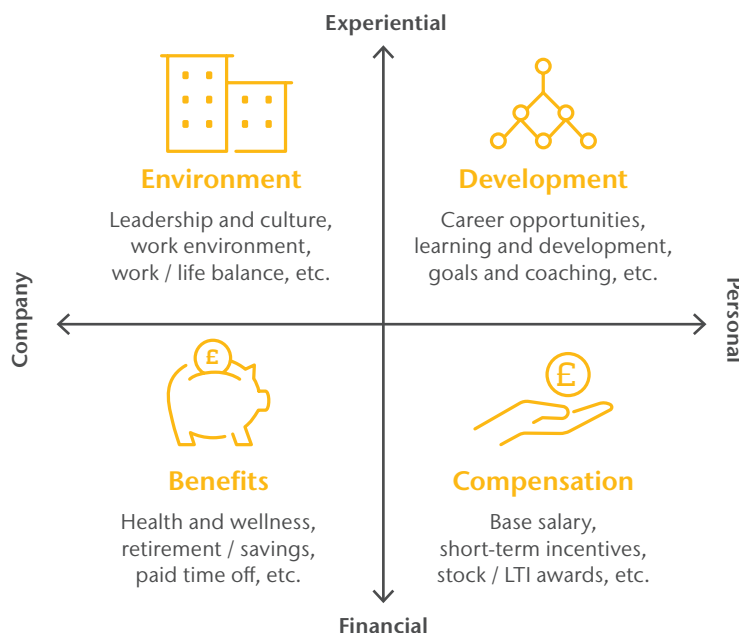 Experiential
Environment
Leadership and culture,
work environment,
work / life balance, etc.
Development
Career opportunities,
learning and development,
goals and coaching, etc.
Company
Personal
£
Benefits
Health and wellness,
retirement / savings,
paid time off, etc.
£
Compensation
Base salary,
short-term incentives,
stock / LTI awards, etc.
Financial